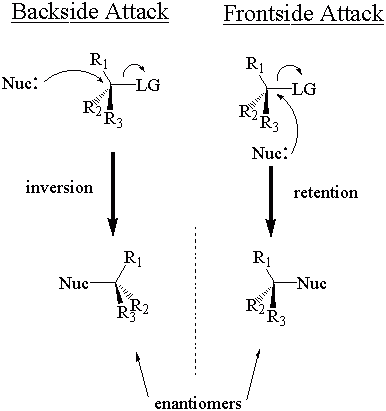 Backside Attack
Frontside Attack
R1
Nuc:
LG
R2
R3
R1
LG
R2
R3
Nuc:
inversion
retention
R1
Nuc
R2
R3
R1
Nuc
R2
R3
enantiomers